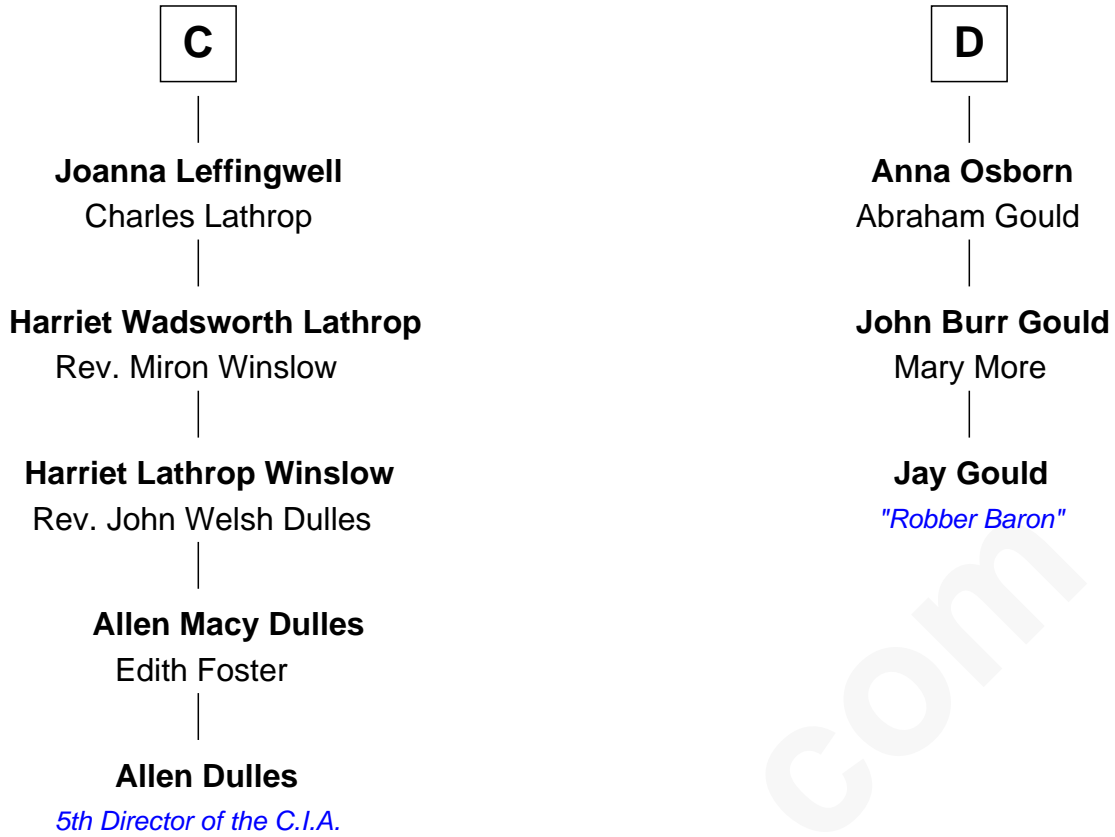 C
Joanna Leffingwell
Charles Lathrop
Harriet Wadsworth Lathrop
Rev. Miron Winslow
Harriet Lathrop Winslow
Rev. John Welsh Dulles
Allen Macy Dulles
Edith Foster
Allen Dulles
5th Director of the C.I.A.
D
Anna Osborn
Abraham Gould
John Burr Gould
Mary More
Jay Gould
"Robber Baron"
com